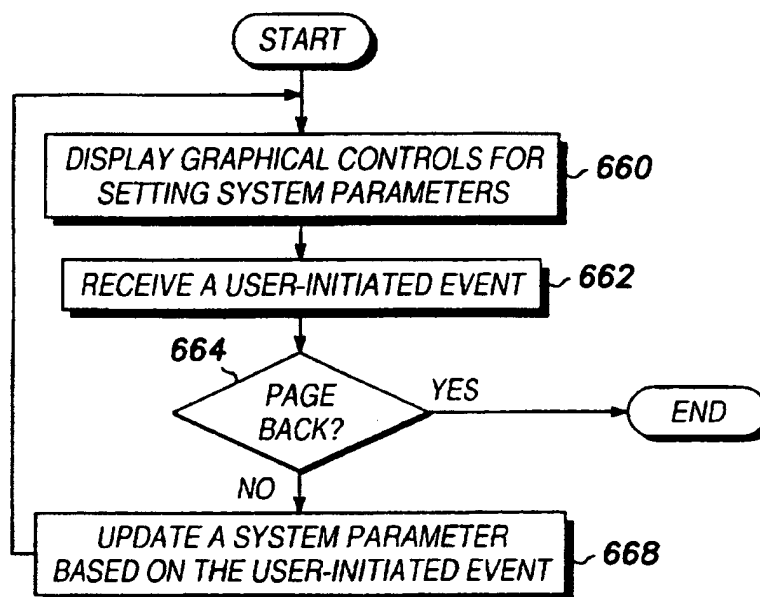 START
DISPLAY GRAPHICAL CONTROLS FOR
SETTING SYSTEM PARAMETERS
660
RECEIVE A USER-INITIATED EVENT
662
664
PAGE
BACK?
YES
END
NO
UPDATE A SYSTEM PARAMETER
BASED ON THE USER-INITIATED EVENT
668